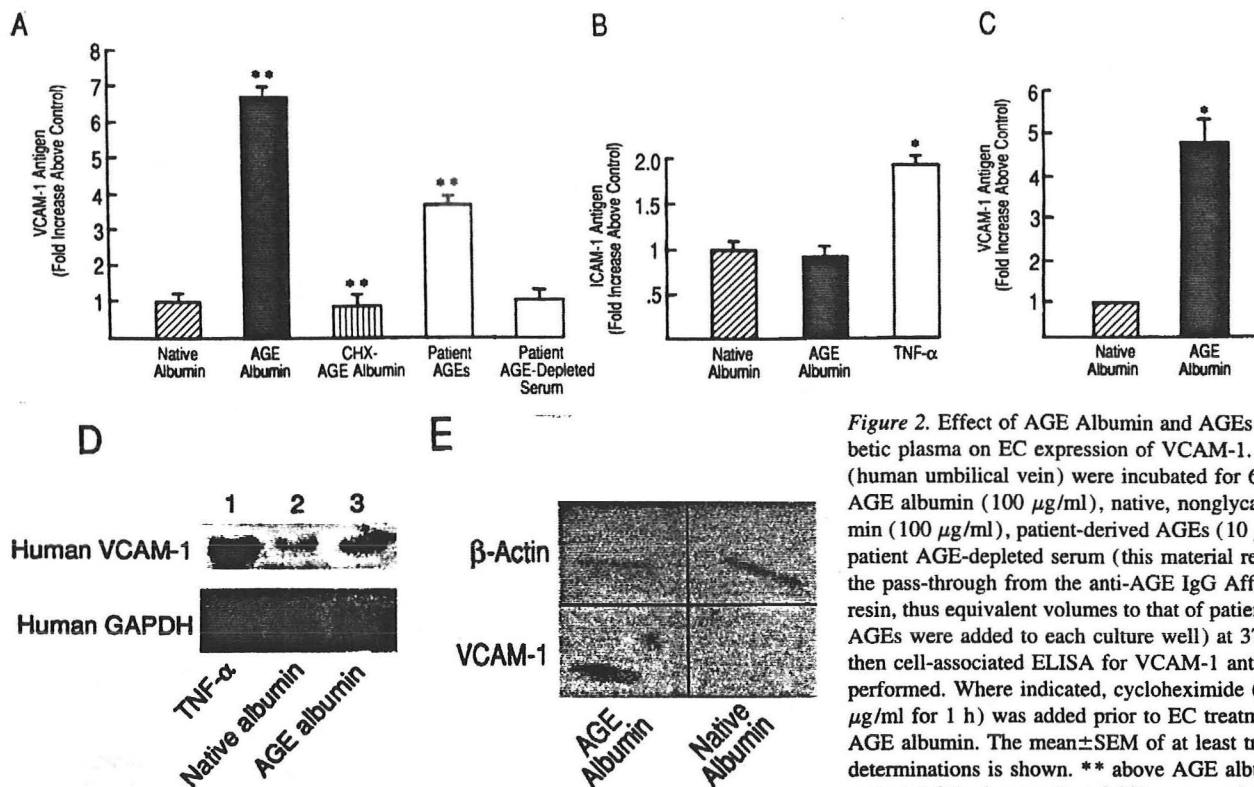 A
VCAM-1 Antigen
(Fold Increase Above Control)
8
7
6
5
4
3
2
1
**
**
**
Native
Albumin
AGE
Albumin
CHX-
AGE Albumin
Patient
AGEs
Patient
AGE-Depleted
Serum
B
ICAM-1 Antigen
(Fold Increase Above Control)
2.0
1.5
1
.5
*
Native
Albumin
AGE
Albumin
TNF-α
C
VCAM-1 Antigen
(Fold Increase Above Control)
6
5
4
3
2
1
*
Native
Albumin
AGE
Albumin
D
1 2 3
Human VCAM-1
Human GAPDH
TNF-α
Native albumin
AGE albumin
E
β-Actin
VCAM-1
AGE
Albumin
Native
Albumin
Figure 2. Effect of AGE Albumin and AGEs
betic plasma on EC expression of VCAM-1.
(human umbilical vein) were incubated for 6
AGE albumin (100 μg/ml), native, nonglyca
min (100 μg/ml), patient-derived AGEs (10
patient AGE-depleted serum (this material re
the pass-through from the anti-AGE IgG Aff
resin, thus equivalent volumes to that of patien
AGEs were added to each culture well) at 37
then cell-associated ELISA for VCAM-1 ant
performed. Where indicated, cycloheximide (
μg/ml for 1 h) was added prior to EC treatm
AGE albumin. The mean±SEM of at least tr
determinations is shown. ** above AGE albu